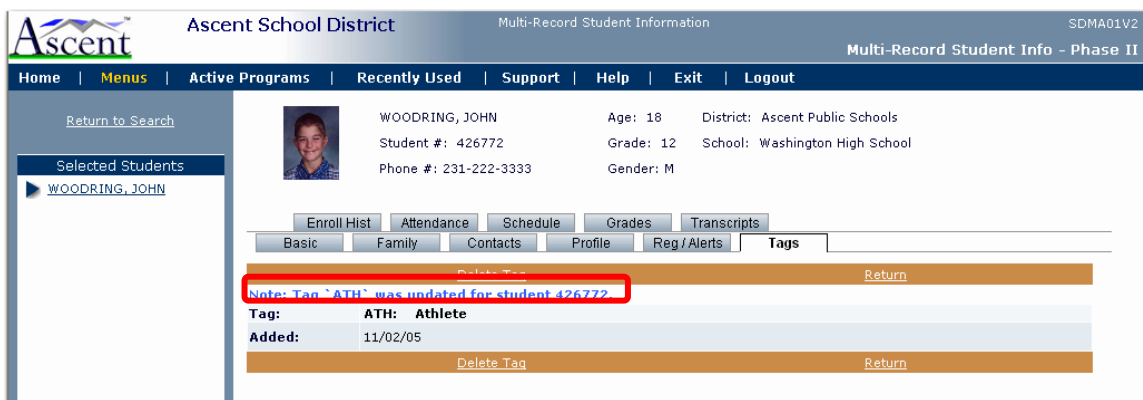 Ascent
Ascent School District
Multi-Record Student Information
SDMA01V2
Multi-Record Student Info - Phase II
Home | Menus | Active Programs | Recently Used | Support | Help | Exit | Logout
Return to Search
Selected Students
WOODRING, JOHN
WOODRING, JOHN Age: 18 District: Ascent Public Schools
Student #: 426772 Grade: 12 School: Washington High School
Phone #: 231-222-3333 Gender: M
Enroll Hist Attendance Schedule Grades Transcripts
Basic Family Contacts Profile Reg / Alerts Tags
Delete Tag Return
Note: Tag `ATH` was updated for student 426772.
Tag: ATH: Athlete
Added: 11/02/05
Delete Tag Return